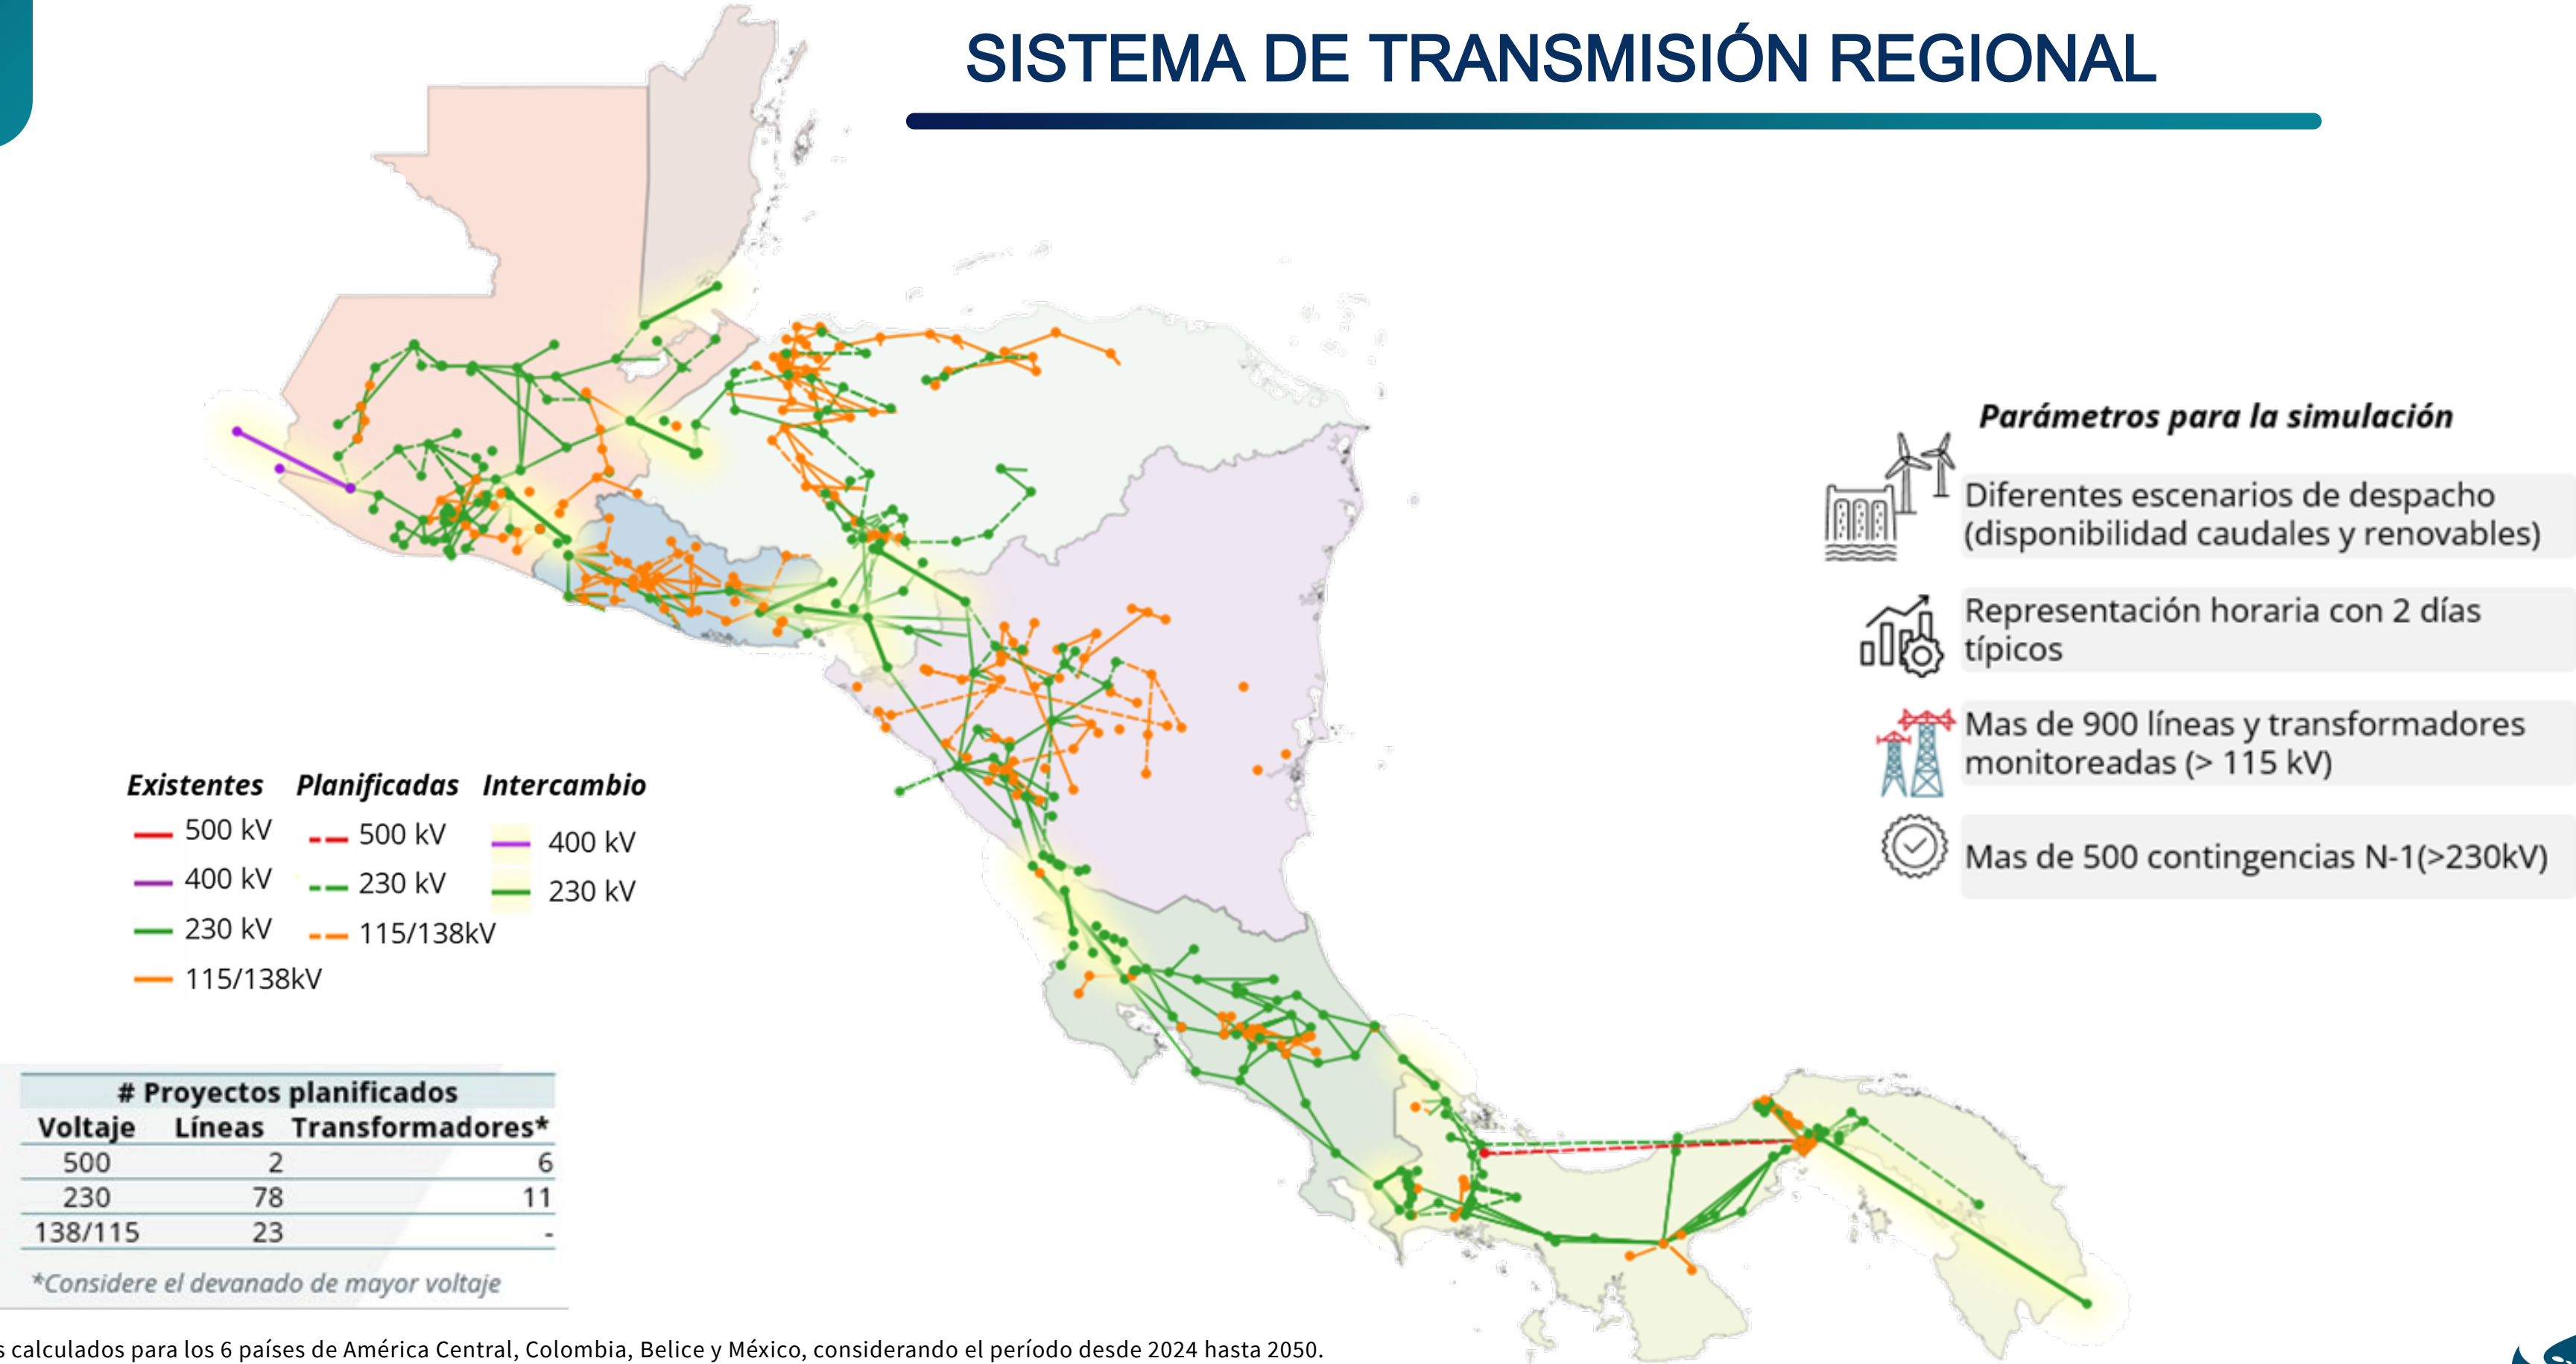 SISTEMA DE TRANSMISIÓN REGIONAL
Parámetros para la simulación
Diferentes escenarios de despacho
(disponibilidad caudales y renovables)
Representación horaria con 2 días
típicos
Mas de 900 líneas y transformadores
monitoreadas (> 115 kV)
Mas de 500 contingencias N-1(>230kV)
Existentes Planificadas Intercambio
500 kV 500 kV 400 kV
400 kV 230 kV 230 kV
230 kV 115/138kV
115/138kV
# Proyectos planificados
Voltaje Líneas Transformadores*
500 2 6
230 78 11
138/115 23 -
*Considere el devanado de mayor voltaje
calculados para los 6 países de América Central, Colombia, Belice y México, considerando el período desde 2024 hasta 2050.